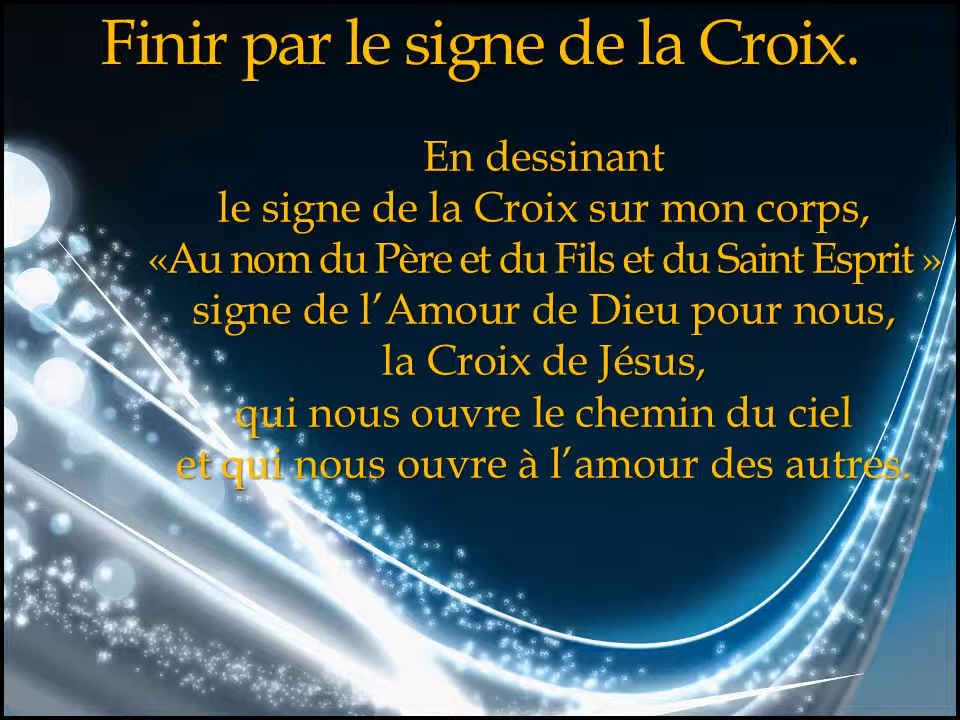 Finir par le signe de la Croix.
En dessinant
le signe de la Croix sur mon corps,
«Au nom du Père et du Fils et du Saint Esprit »
signe de l’Amour de Dieu pour nous,
la Croix de Jésus,
qui nous ouvre le chemin du ciel
et qui nous ouvre à l’amour des autres.